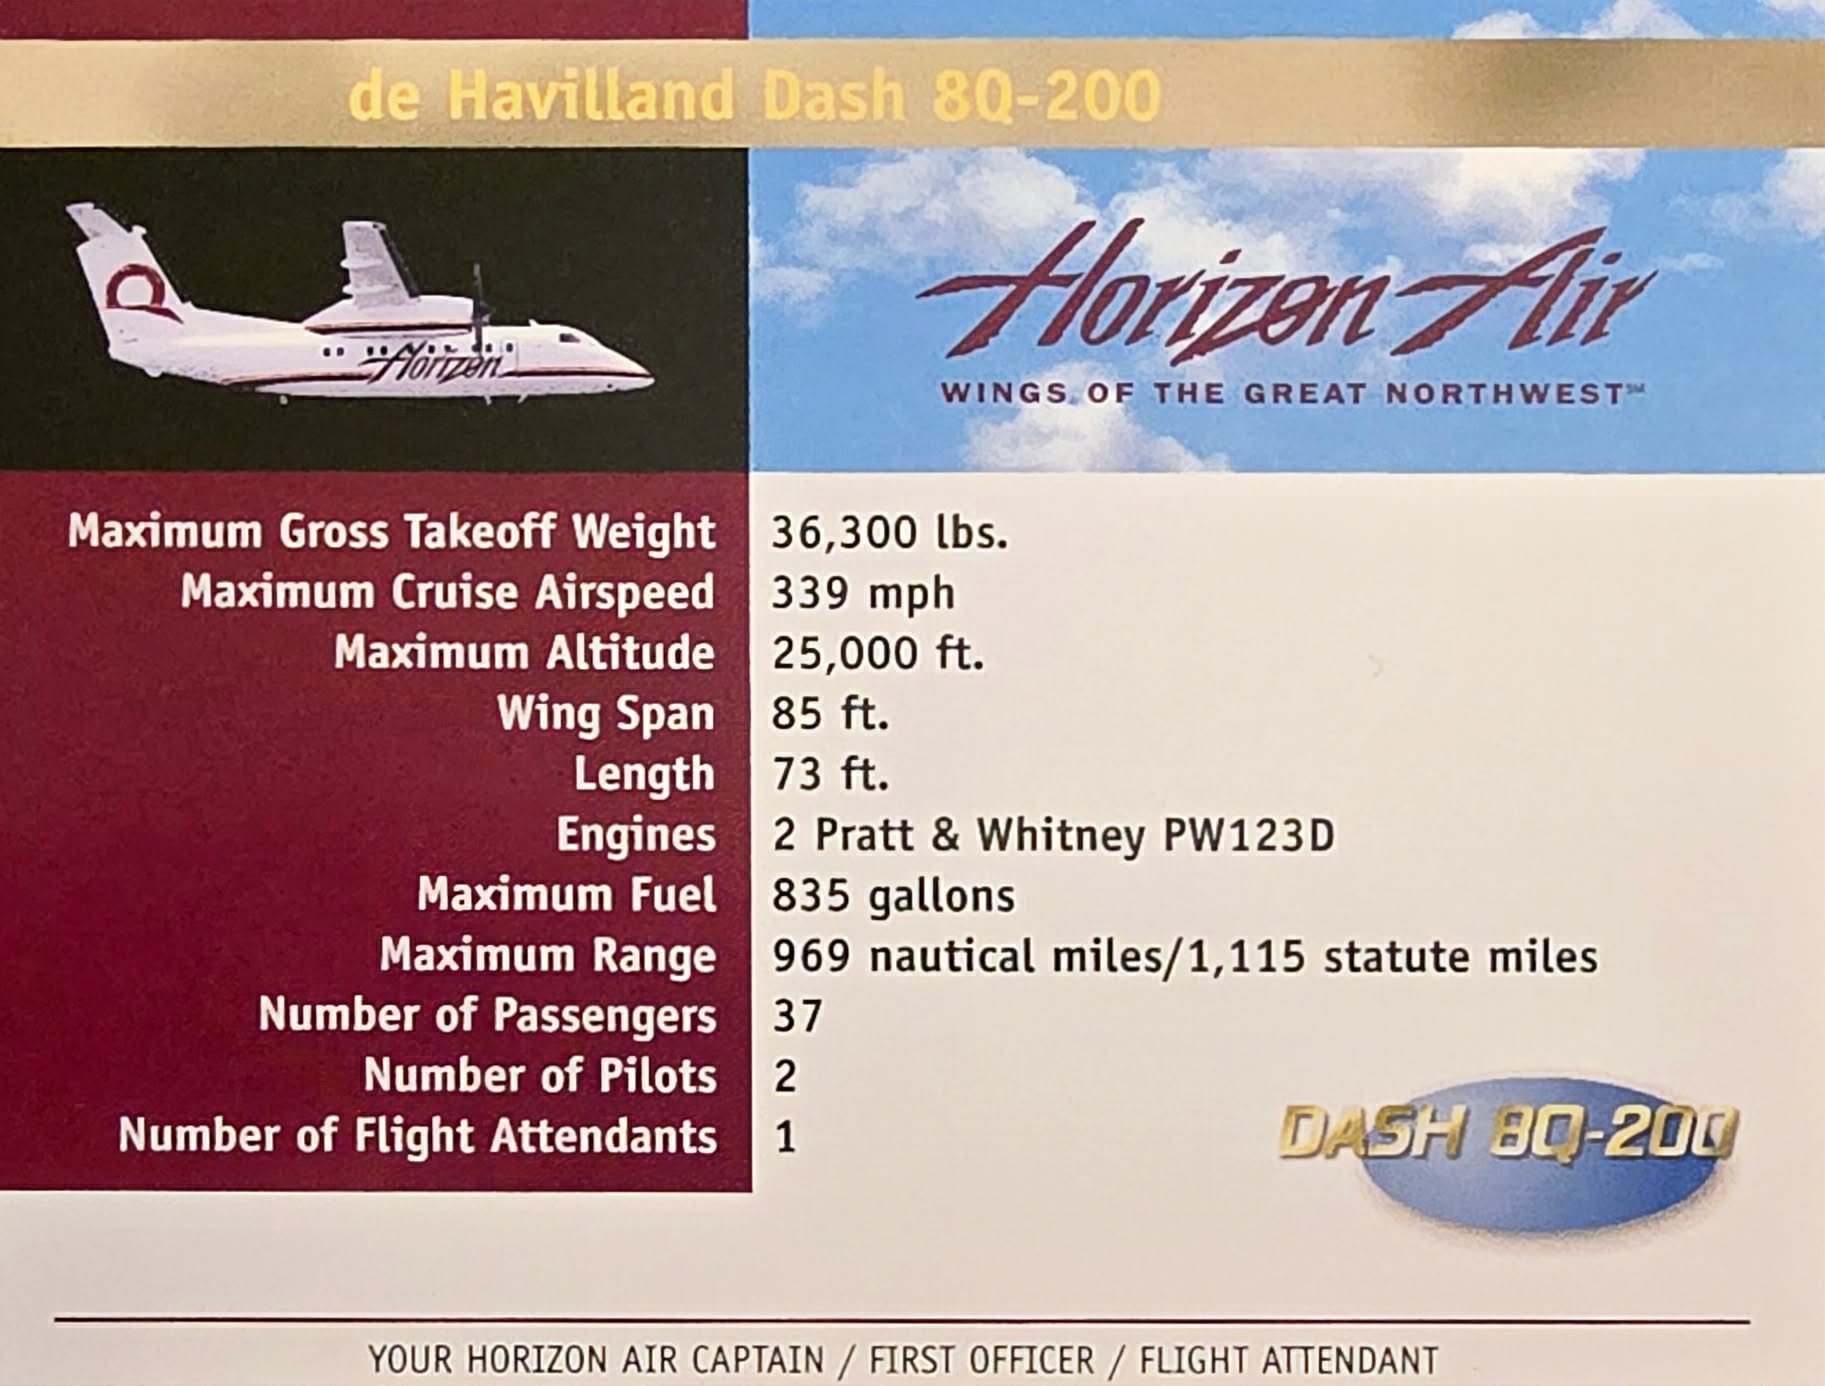 de Havilland Dash 8Q-200
Horizon
Horizon Air
WINGS OF THE GREAT NORTHWEST℠
Maximum Gross Takeoff Weight 36,300 lbs.
Maximum Cruise Airspeed 339 mph
Maximum Altitude 25,000 ft.
Wing Span 85 ft.
Length 73 ft.
Engines 2 Pratt & Whitney PW123D
Maximum Fuel 835 gallons
Maximum Range 969 nautical miles/1,115 statute miles
Number of Passengers 37
Number of Pilots 2
Number of Flight Attendants 1
DASH 8Q-200
YOUR HORIZON AIR CAPTAIN / FIRST OFFICER / FLIGHT ATTENDANT